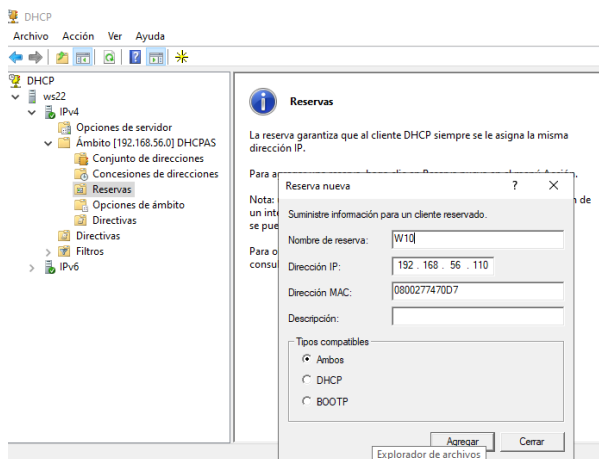 DHCP
Archivo Acción Ver Ayuda
DHCP
ws22
IPv4
Opciones de servidor
Ámbito [192.168.56.0] DHCPAS
Conjunto de direcciones
Concesiones de direcciones
Reservas
Opciones de ámbito
Directivas
Directivas
Filtros
IPv6
Reservas
La reserva garantiza que al cliente DHCP siempre se le asigna la misma
dirección IP.
Para a
Nota:
un inte
se pue
Para o
consul
n de
Reserva nueva
Suministre información para un cliente reservado.
Nombre de reserva: W10
Dirección IP: 192 . 168 . 56 . 110
Dirección MAC: 0800277470D7
Descripción:
Tipos compatibles
Ambos
DHCP
BOOTP
Agregar Cerrar
Explorador de archivos